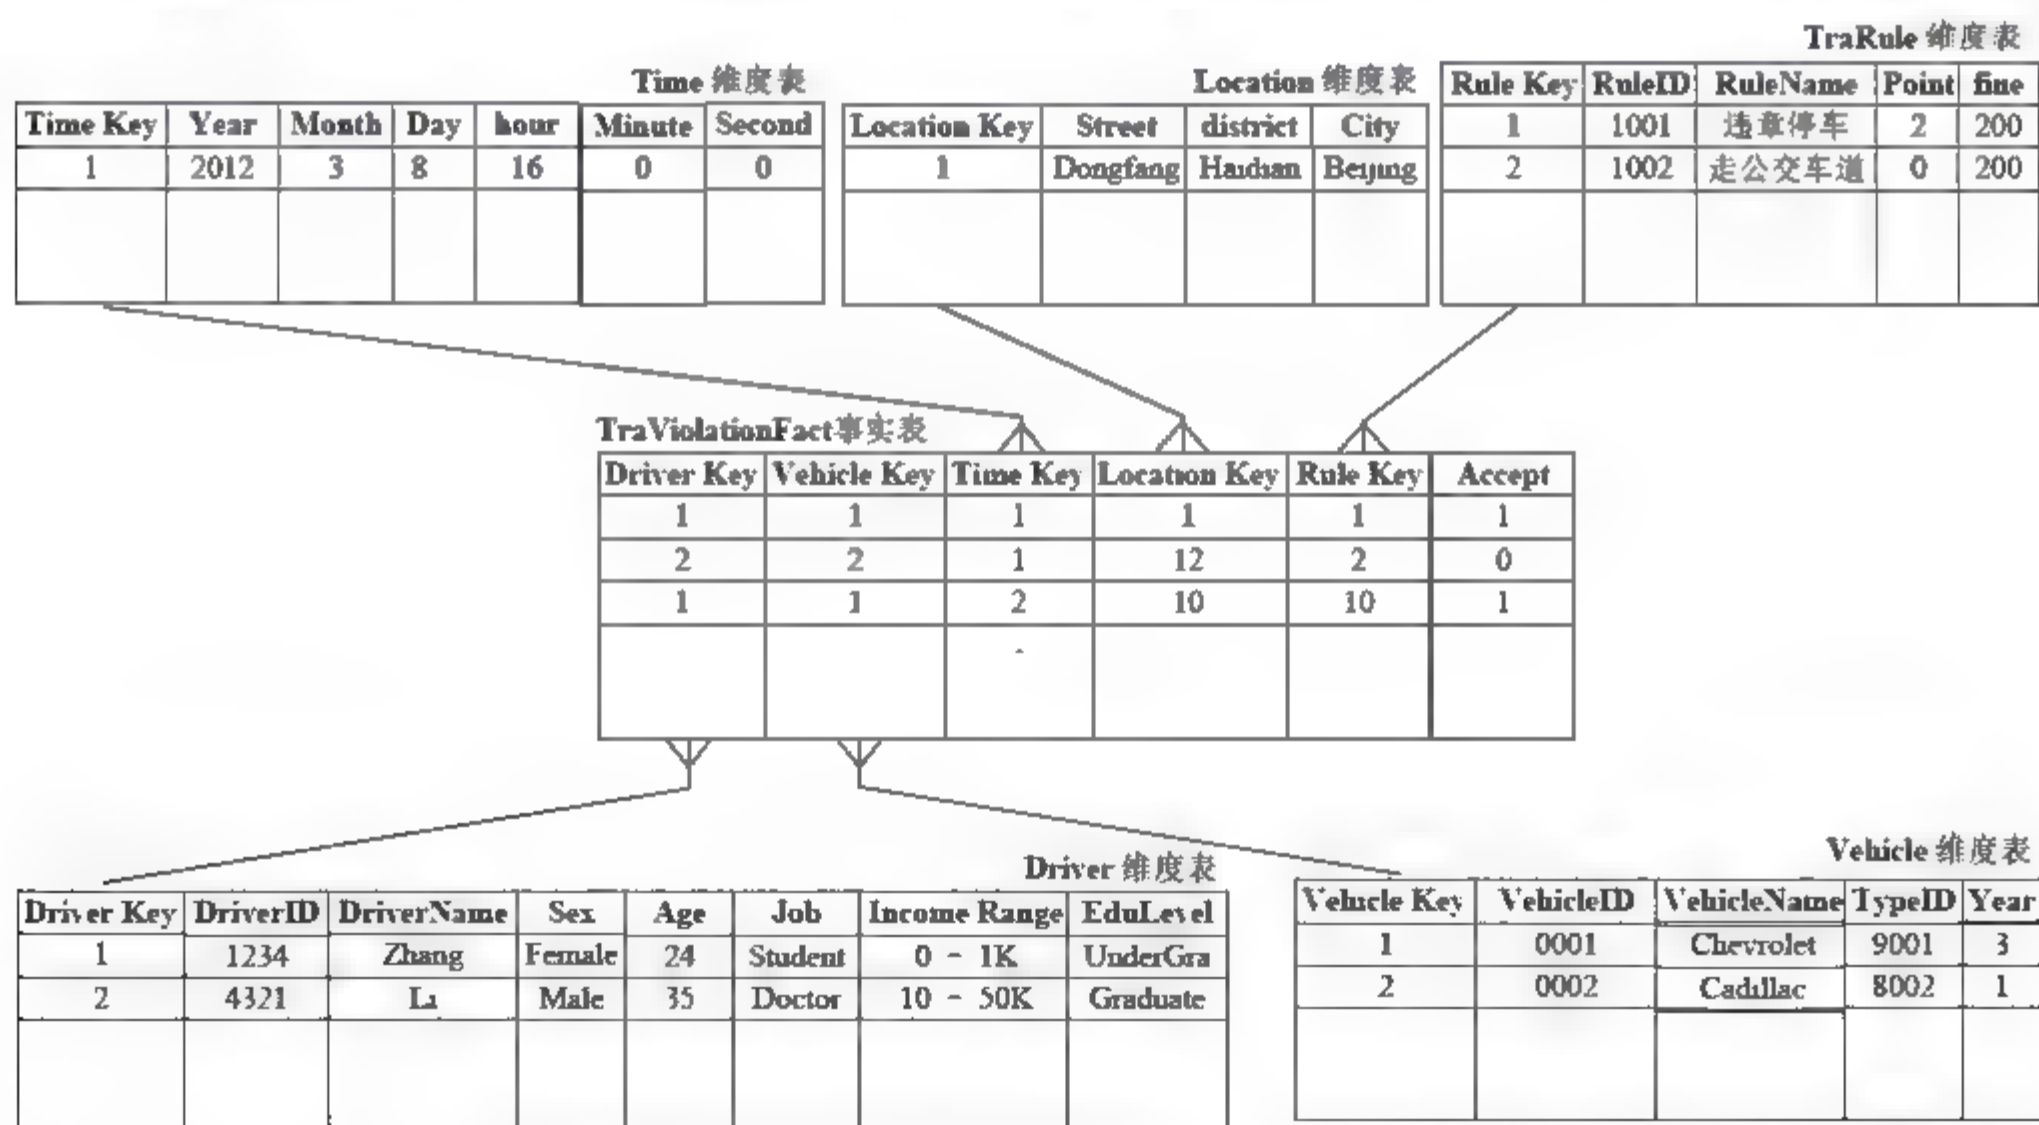 TraRule 维度表
Rule Key RuleID RuleName Point fine
1 1001 违章停车 2 200
2 1002 走公交车道 0 200
Time 维度表
Time Key Year Month Day hour Minute Second
1 2012 3 8 16 0 0
Location 维度表
Location Key Street district City
1 Dongfang Haidian Beijing
TraViolationFact事实表
Driver Key Vehicle Key Time Key Location Key Rule Key Accept
1 1 1 1 1 1
2 2 1 12 2 0
1 1 2 10 10 1
Driver 维度表
Driver Key DriverID DriverName Sex Age Job Income Range EduLevel
1 1234 Zhang Female 24 Student 0 - 1K UnderGra
2 4321 Li Male 35 Doctor 10 - 50K Graduate
Vehicle 维度表
Vehicle Key VehicleID VehicleName TypeID Year
1 0001 Chevrolet 9001 3
2 0002 Cadillac 8002 1